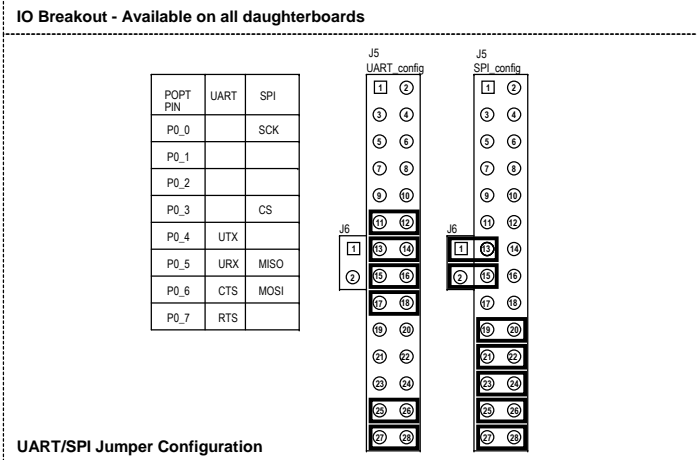 IO Breakout - Available on all daughterboards
J5
UART_config
J5
SPI_config
POPT PIN UART SPI
P0_0 SCK
P0_1
P0_2
P0_3 CS
P0_4 UTX
P0_5 URX MISO
P0_6 CTS MOSI
P0_7 RTS
J6
1
2
1 2
3 4
5 6
7 8
9 10
11 12
13 14
15 16
17 18
19 20
21 22
23 24
25 26
27 28
J6
1 2
3 4
5 6
7 8
9 10
11 12
1 13 14
2 15 16
17 18
19 20
21 22
23 24
25 26
27 28
UART/SPI Jumper Configuration